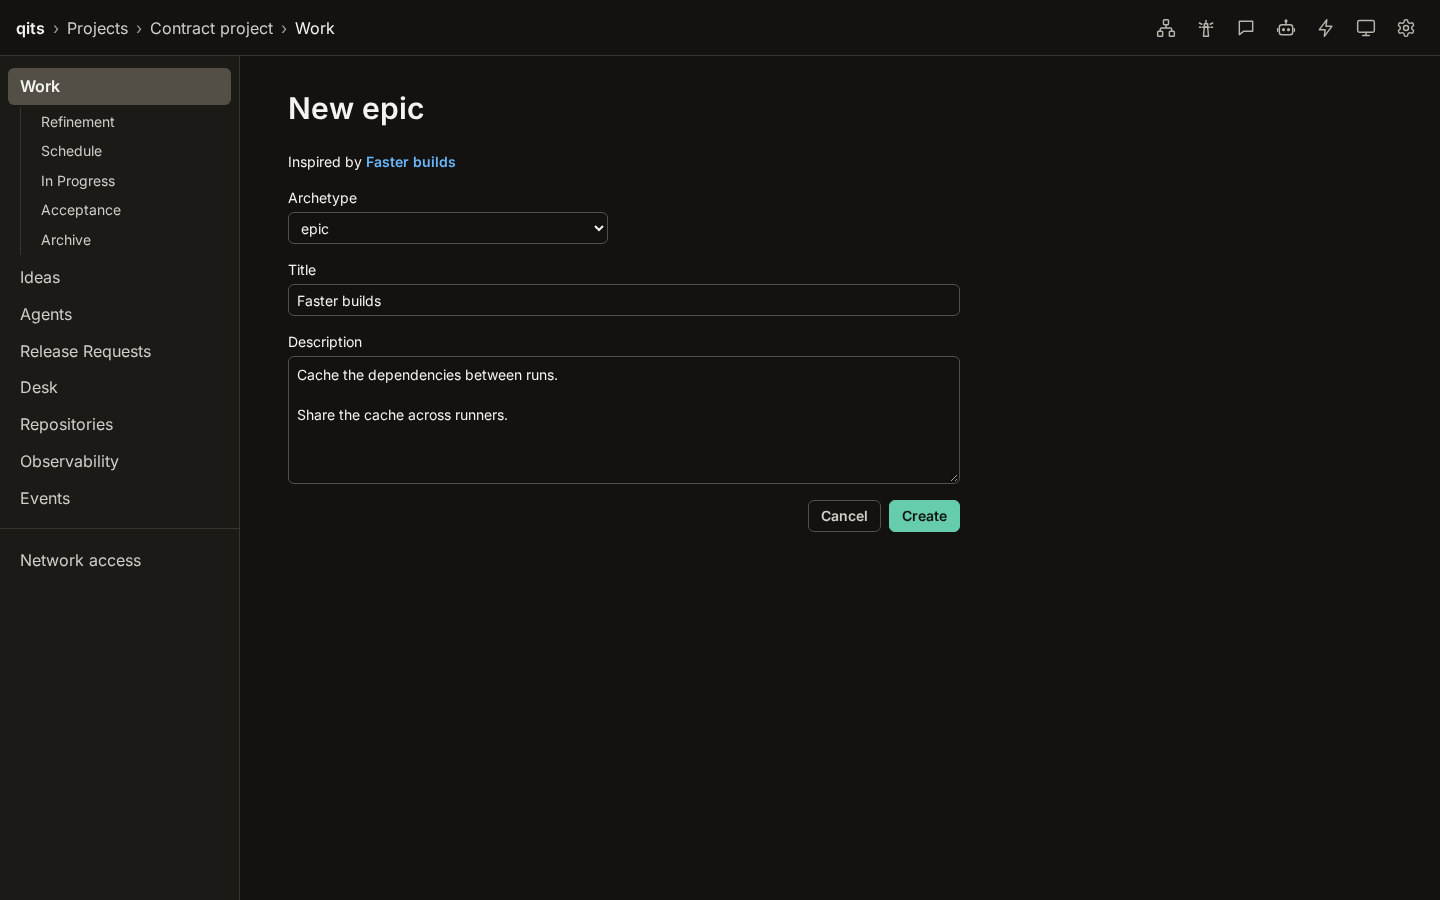 qits › Projects › Contract project › Work
Work
Refinement
Schedule
In Progress
Acceptance
Archive
Ideas
Agents
Release Requests
Desk
Repositories
Observability
Events
Network access
New epic
Inspired by Faster builds
Archetype
epic
Title
Faster builds
Description
Cache the dependencies between runs.
Share the cache across runners.
Cancel
Create